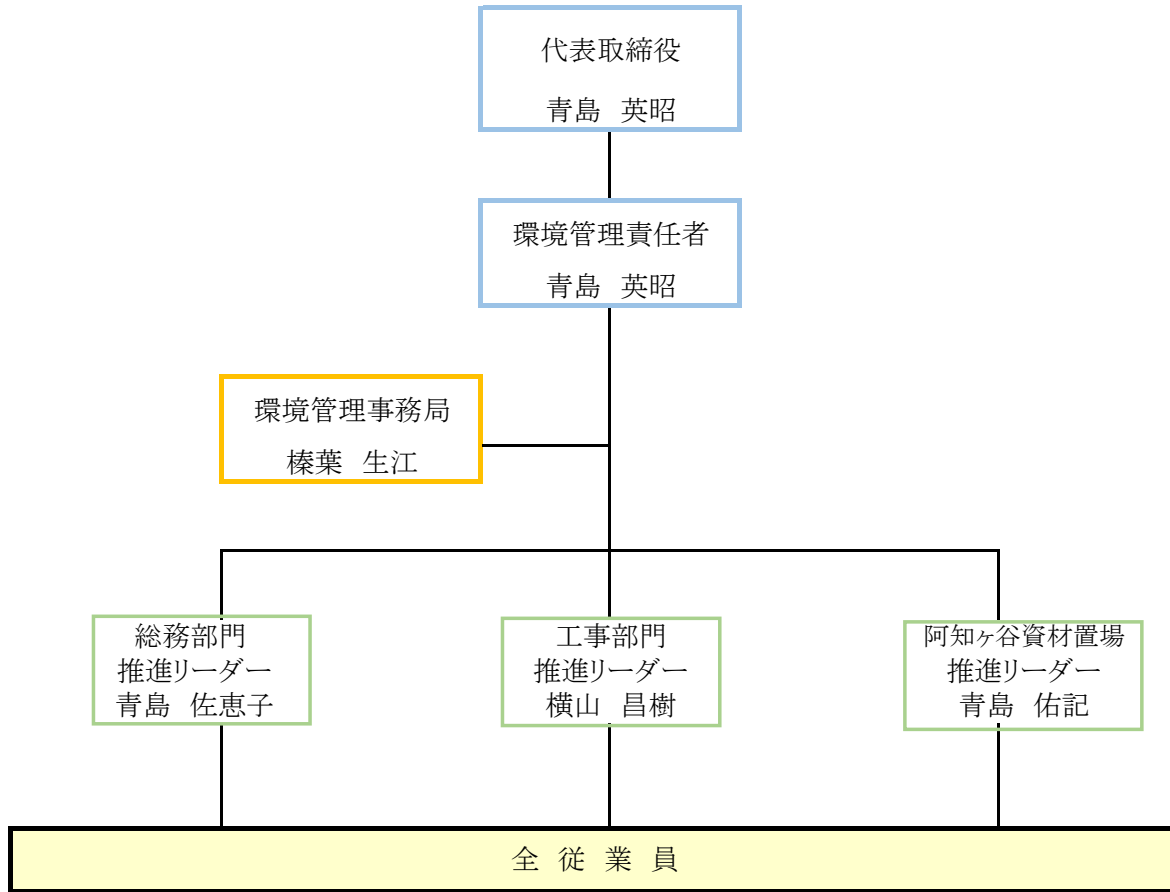 代表取締役
青島 英昭
環境管理責任者
青島 英昭
環境管理事務局
榛葉 生江
総務部門
推進リーダー
青島 佐恵子
工事部門
推進リーダー
横山 昌樹
阿知ヶ谷資材置場
推進リーダー
青島 佑記
全 従 業 員